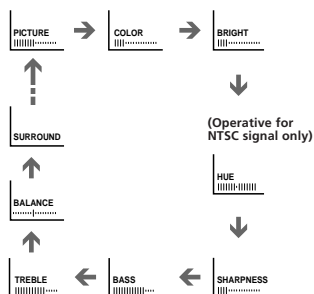 PICTURE
COLOR
BRIGHT
(Operative for
NTSC signal only)
HUE
SHARPNESS
BASS
TREBLE
BALANCE
SURROUND